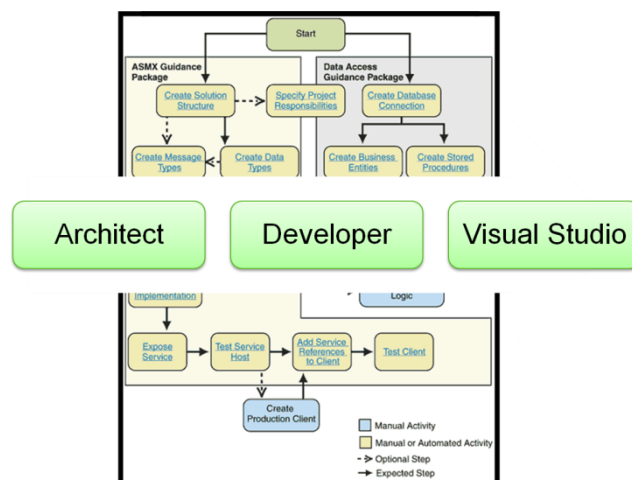 Start
ASMX Guidance
Package
Data Access
Guidance Package
Create Solution
Structure
Specify Project
Responsibilities
Create Database
Connection
Create Message
Types
Create Data
Types
Create Business
Entities
Create Stored
Procedures
Architect
Developer
Visual Studio
Implementation
Logic
Expose
Service
Test Service
Host
Add Service
References
to Client
Test Client
Create
Production Client
Manual Activity
Manual or Automated Activity
Optional Step
Expected Step